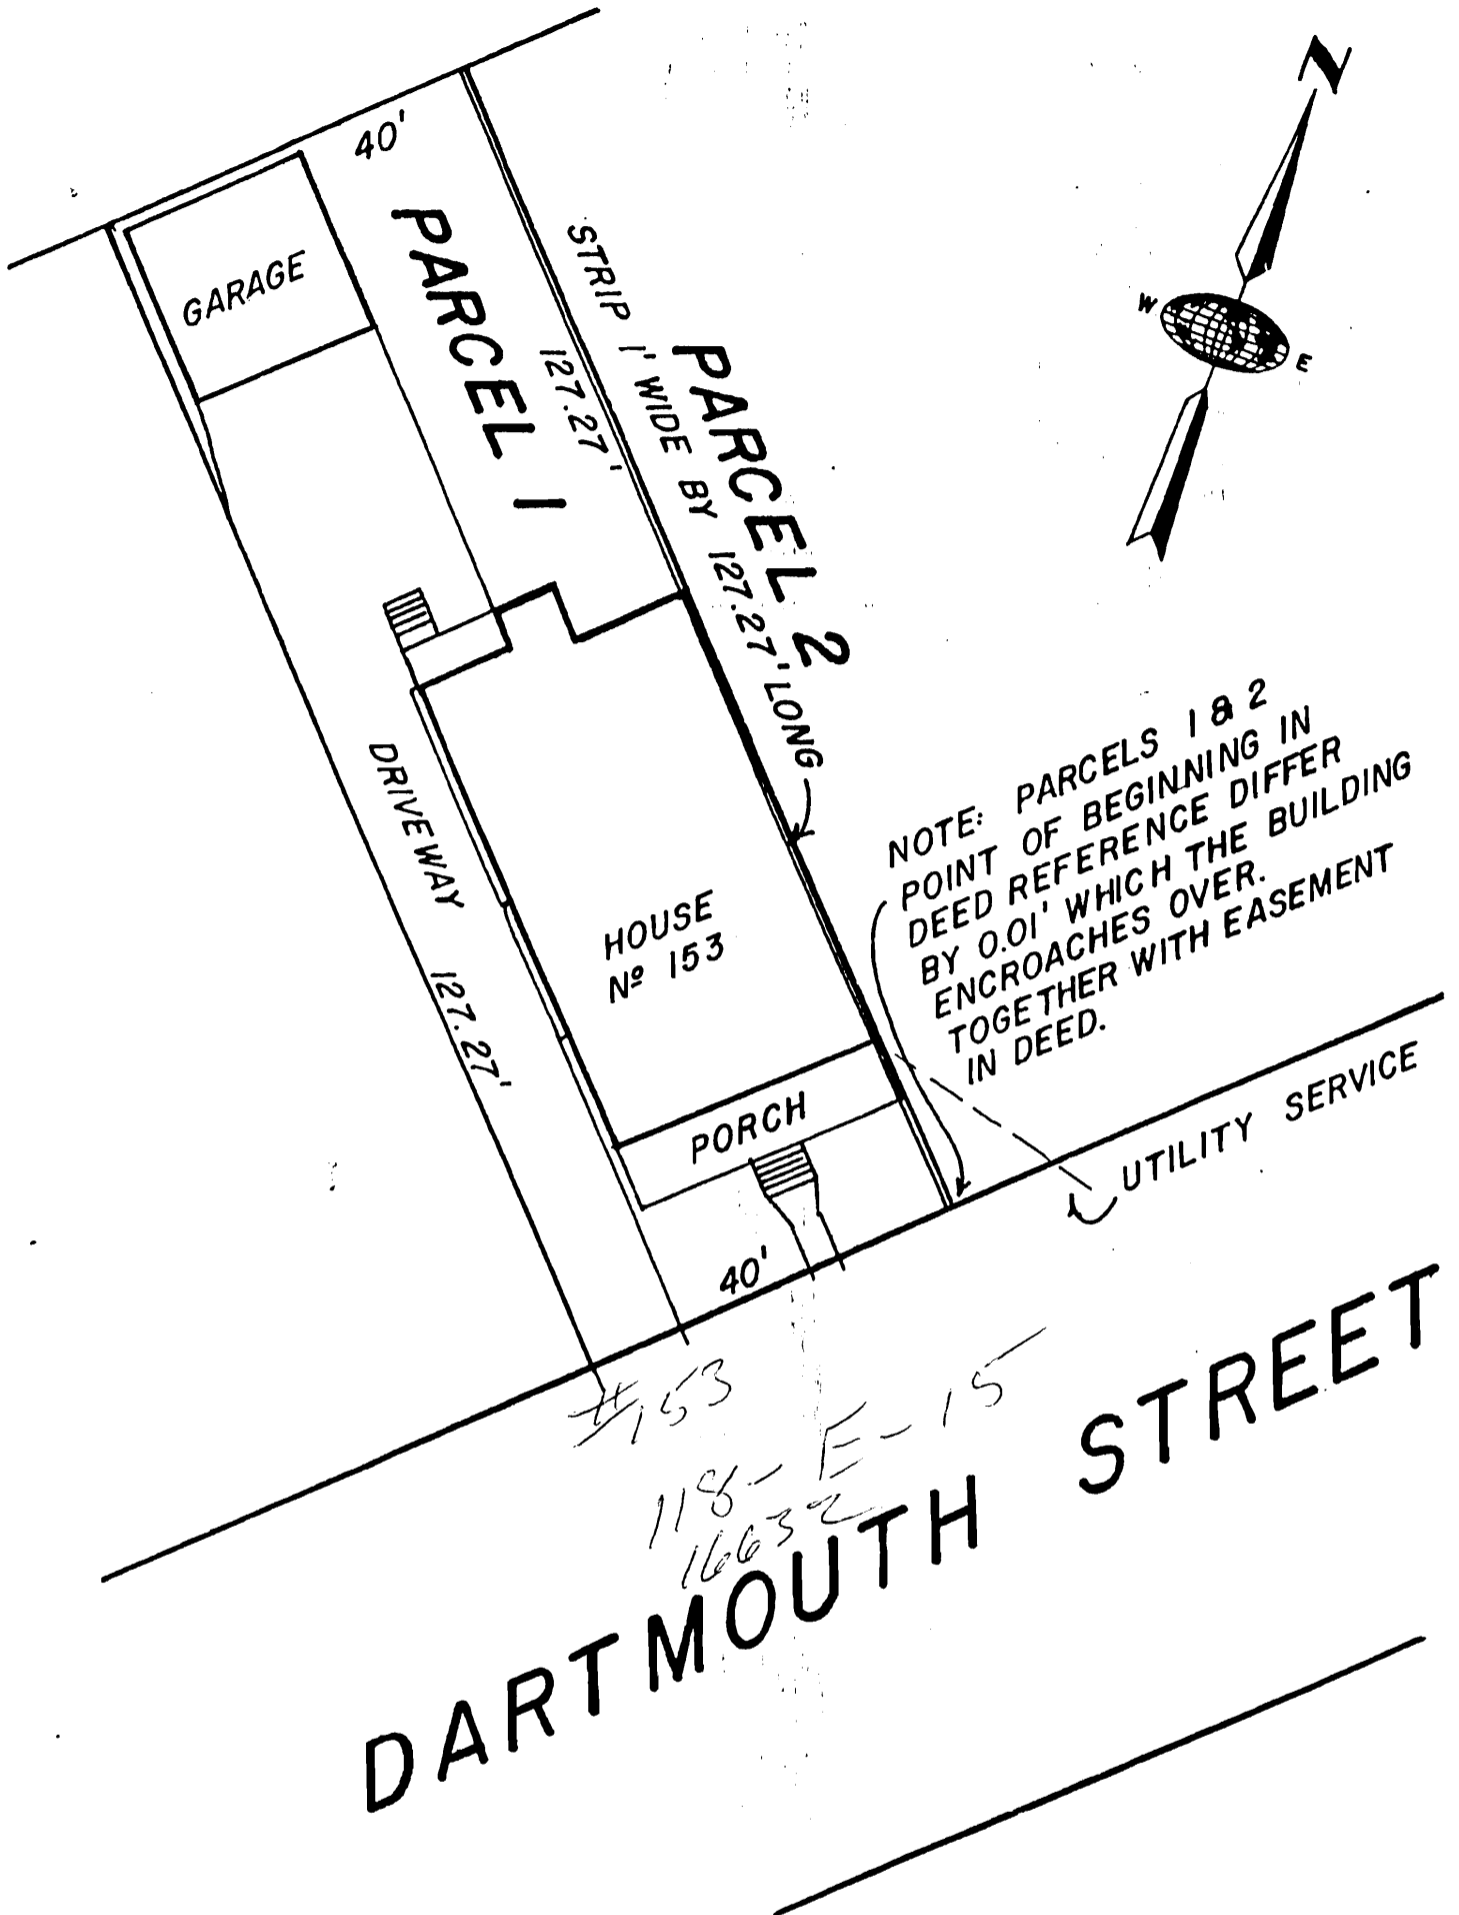 40'
N
GARAGE
PARCEL 1
127.27'
STRIP 1' WIDE BY 127.27' LONG
PARCEL 2
W
E
DRIVEWAY
127.27'
HOUSE
Nº 153
NOTE: PARCELS 1 & 2
POINT OF BEGINNING IN
DEED REFERENCE DIFFER
BY 0.01' WHICH THE BUILDING
ENCROACHES OVER.
TOGETHER WITH EASEMENT
IN DEED.
PORCH
UTILITY SERVICE
40'
#153
118-E-15
16632
DARTMOUTH STREET